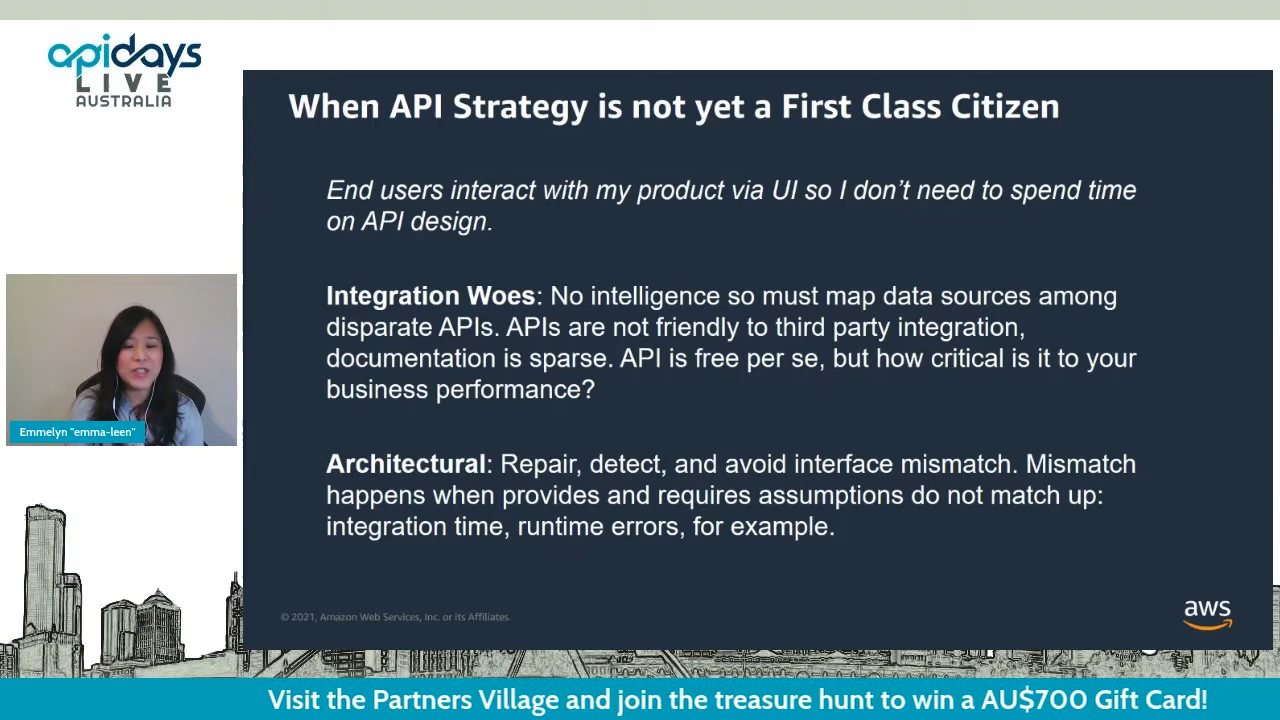 apidays
LIVE
AUSTRALIA
When API Strategy is not yet a First Class Citizen
End users interact with my product via UI so I don’t need to spend time
on API design.
Integration Woes: No intelligence so must map data sources among
disparate APIs. APIs are not friendly to third party integration,
documentation is sparse. API is free per se, but how critical is it to your
business performance?
Architectural: Repair, detect, and avoid interface mismatch. Mismatch
happens when provides and requires assumptions do not match up:
integration time, runtime errors, for example.
Emmelyn "emma-leen"
© 2021, Amazon Web Services, Inc. or its Affiliates.
aws
Visit the Partners Village and join the treasure hunt to win a AU$700 Gift Card!